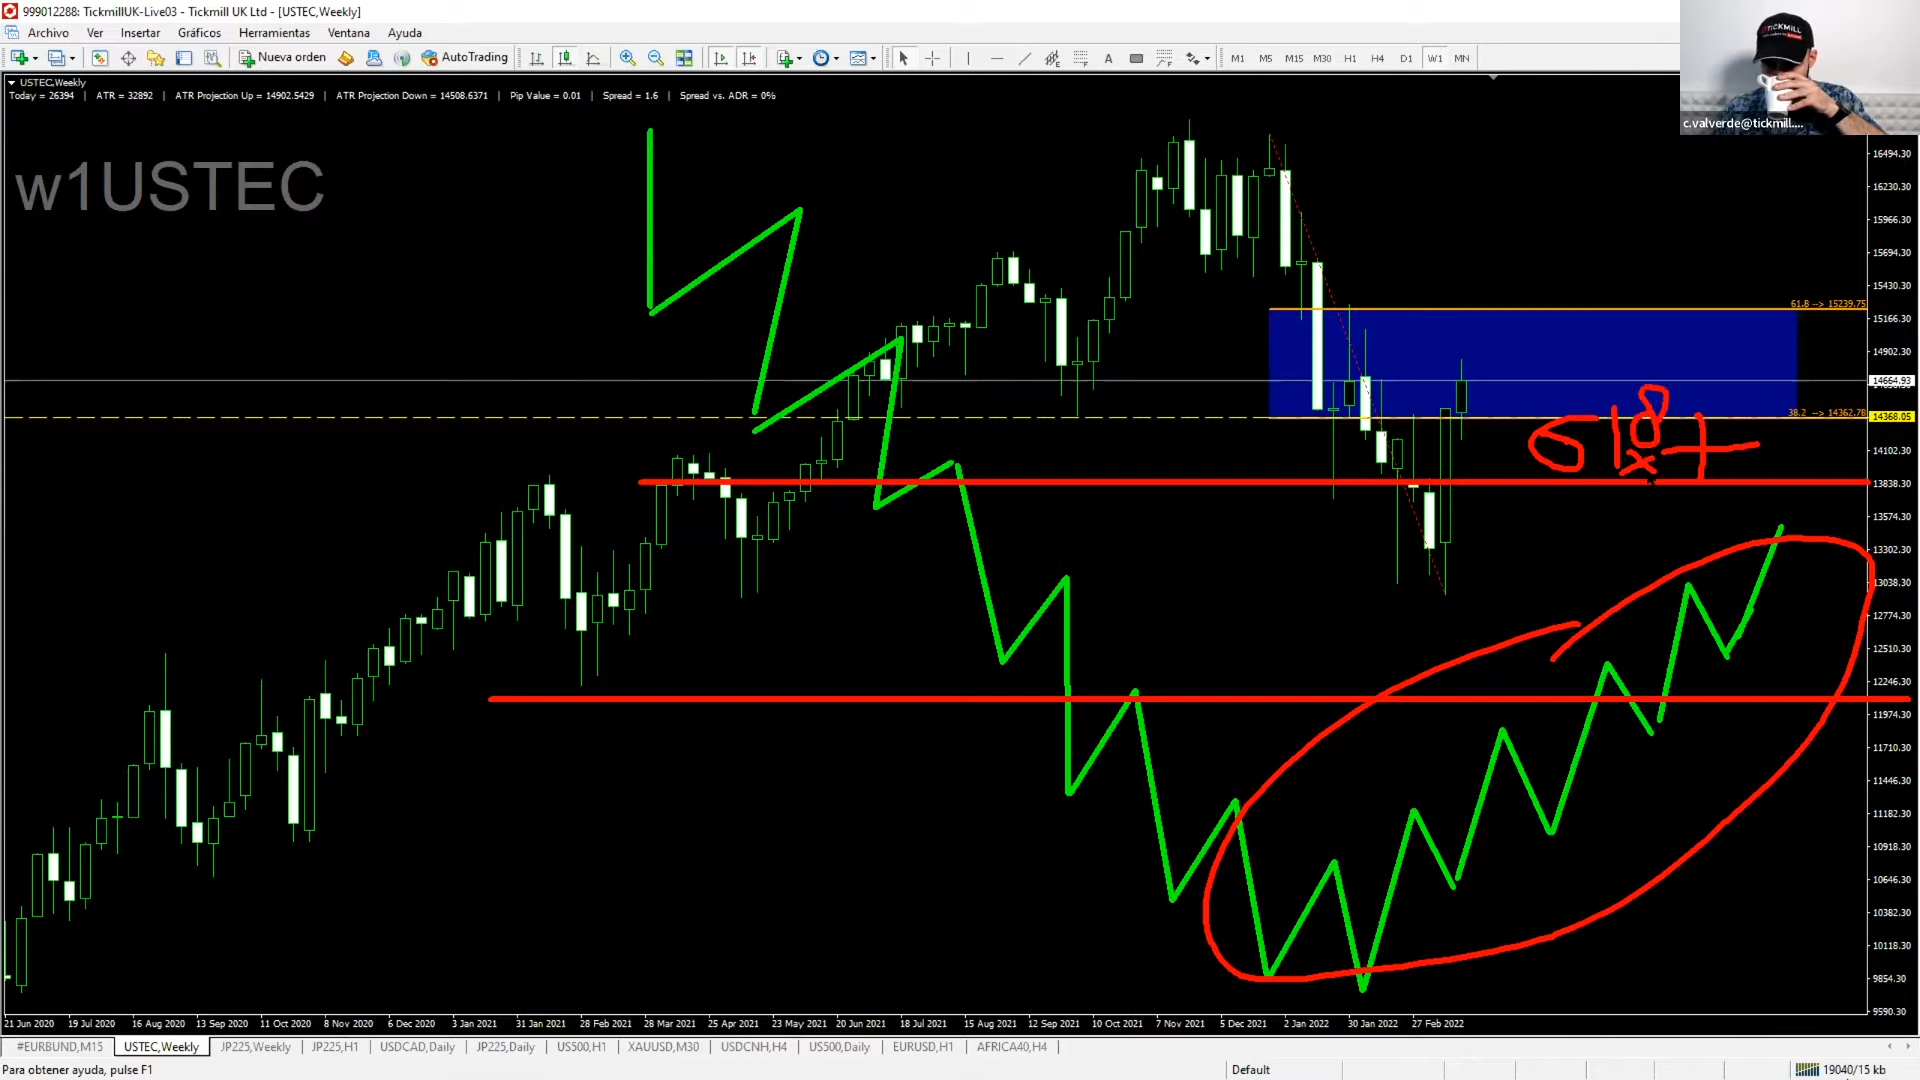 999012288: TickmillUK-Live03 - Tickmill UK Ltd - [USTEC,Weekly]
Archivo Ver Insertar Gráficos Herramientas Ventana Ayuda
Nueva orden AutoTrading M1 M5 M15 M30 H1 H4 D1 W1 MN
USTEC,Weekly
Today = 26394 | ATR = 32892 | ATR Projection Up = 14902.5429 | ATR Projection Down = 14508.6371 | Pip Value = 0.01 | Spread = 1.6 | Spread vs. ADR = 0%
TICKMILL
c.valverde@tickmill....
w1USTEC
16494.30
16230.30
15966.30
15694.30
15430.30
61.8 --> 15239.75
15166.30
14902.30
14664.93
38.2 --> 14362.78
14368.05
14102.30
13838.30
13574.30
13302.30
13038.30
12774.30
12510.30
12246.30
11974.30
11710.30
11446.30
11182.30
10918.30
10646.30
10382.30
10118.30
9854.30
9590.30
21 Jun 2020 19 Jul 2020 16 Aug 2020 13 Sep 2020 11 Oct 2020 8 Nov 2020 6 Dec 2020 3 Jan 2021 31 Jan 2021 28 Feb 2021 28 Mar 2021 25 Apr 2021 23 May 2021 20 Jun 2021 18 Jul 2021 15 Aug 2021 12 Sep 2021 10 Oct 2021 7 Nov 2021 5 Dec 2021 2 Jan 2022 30 Jan 2022 27 Feb 2022
#EURBUND,M15 USTEC,Weekly JP225,Weekly JP225,H1 USDCAD,Daily JP225,Daily US500,H1 XAUUSD,M30 USDCNH,H4 US500,Daily EURUSD,H1 AFRICA40,H4
Para obtener ayuda, pulse F1 Default 19040/15 kb